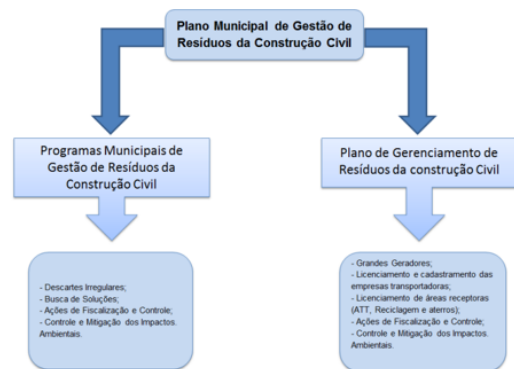 Plano Municipal de Gestão de
Resíduos da Construção Civil
Programas Municipais de
Gestão de Resíduos da
Construção Civil
Plano de Gerenciamento de
Resíduos da construção Civil
- Descartes Irregulares;
- Busca de Soluções;
- Ações de Fiscalização e Controle;
- Controle e Mitigação dos Impactos.
Ambientais.
- Grandes Geradores;
- Licenciamento e cadastramento das
empresas transportadoras;
- Licenciamento de áreas receptoras
(ATT, Reciclagem e aterros);
- Ações de Fiscalização e Controle;
- Controle e Mitigação dos Impactos.
Ambientais.